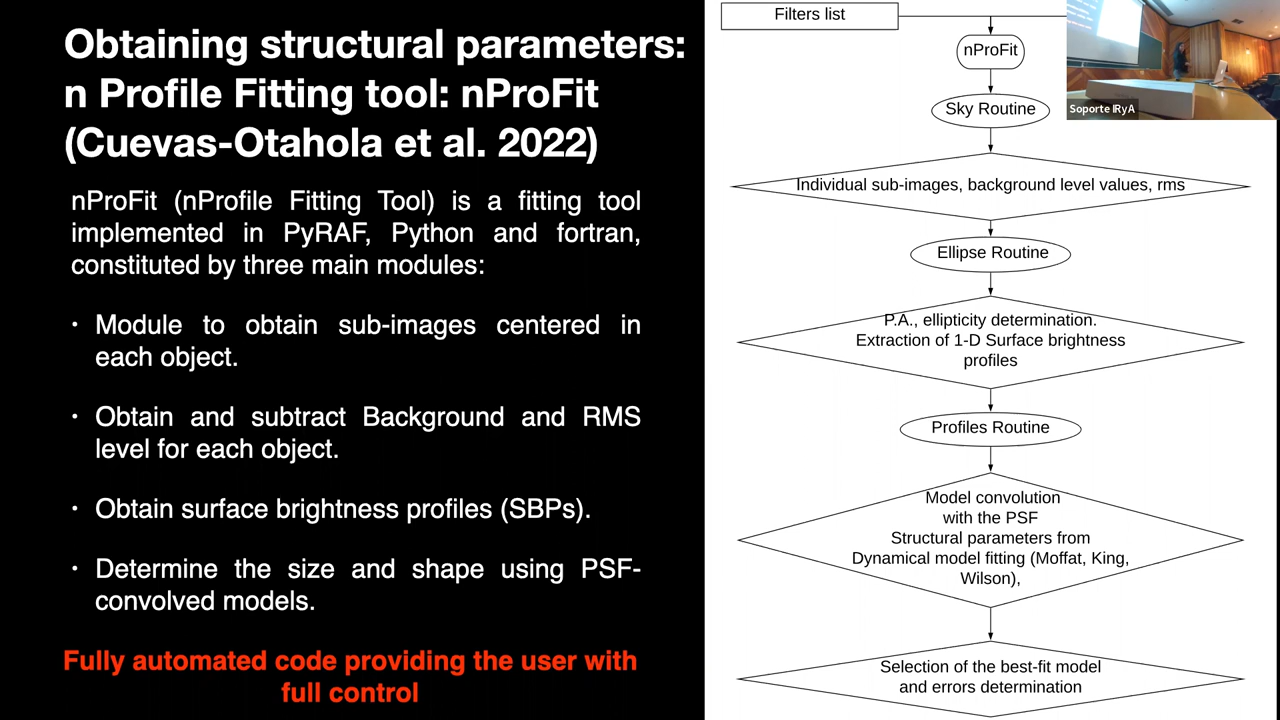 Obtaining structural parameters:
n Profile Fitting tool: nProFit
(Cuevas-Otahola et al. 2022)
nProFit (nProfile Fitting Tool) is a fitting tool
implemented in PyRAF, Python and fortran,
constituted by three main modules:
· Module to obtain sub-images centered in
each object.
· Obtain and subtract Background and RMS
level for each object.
· Obtain surface brightness profiles (SBPs).
· Determine the size and shape using PSF-
convolved models.
Fully automated code providing the user with
full control
Filters list
nProFit
Sky Routine
Individual sub-images, background level values, rms
Ellipse Routine
P.A., ellipticity determination.
Extraction of 1-D Surface brightness
profiles
Profiles Routine
Model convolution
with the PSF
Structural parameters from
Dynamical model fitting (Moffat, King,
Wilson),
Selection of the best-fit model
and errors determination
Soporte IRyA